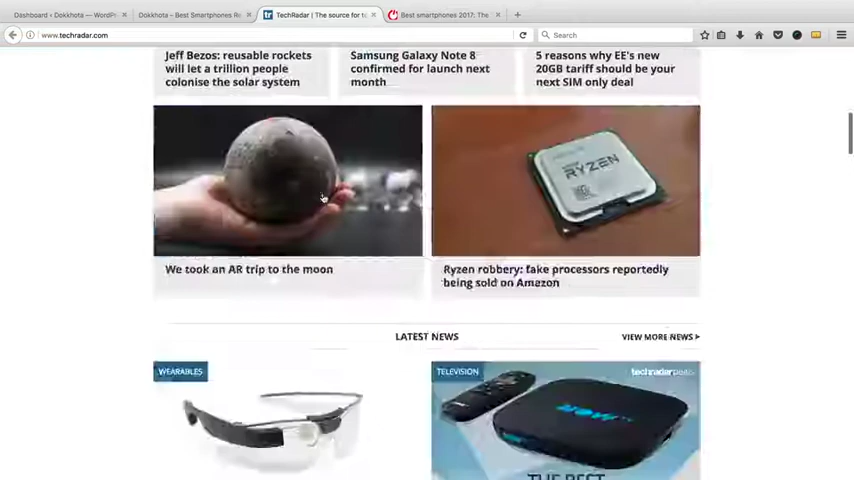 Dashboard ‹ Dokkhota — WordPr
Dokkhota – Best Smartphones Re
TechRadar | The source for te
Best smartphones 2017: The
www.techradar.com
Search
Jeff Bezos: reusable rockets
will let a trillion people
colonise the solar system
Samsung Galaxy Note 8
confirmed for launch next
month
5 reasons why EE's new
20GB tariff should be your
next SIM only deal
RYZEN
We took an AR trip to the moon
Ryzen robbery: fake processors reportedly
being sold on Amazon
LATEST NEWS
VIEW MORE NEWS
WEARABLES
TELEVISION
techradar
NOW
THE BEST